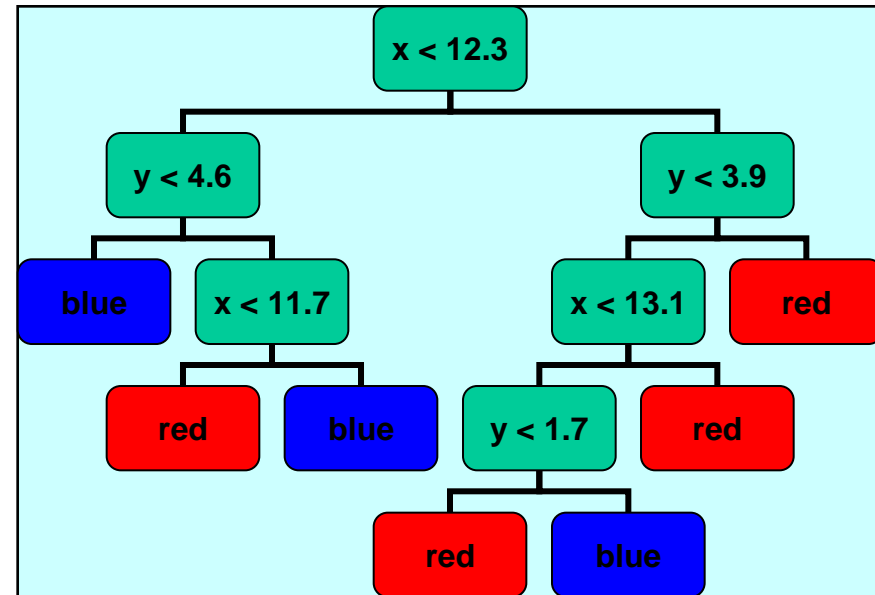 x < 12.3
y < 4.6
y < 3.9
blue
x < 11.7
x < 13.1
red
red
blue
y < 1.7
red
red
blue